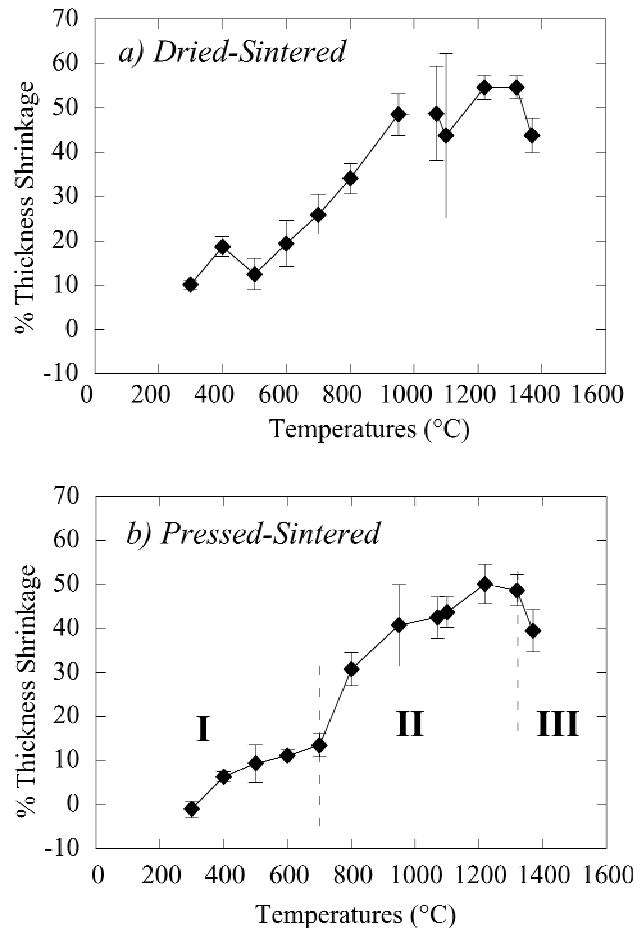 70
a) Dried-Sintered
60
50
40
30
20
10
0
-10
% Thickness Shrinkage
0 200 400 600 800 1000 1200 1400 1600
Temperatures (°C)
70
b) Pressed-Sintered
60
50
40
30
20
I II III
10
0
-10
% Thickness Shrinkage
0 200 400 600 800 1000 1200 1400 1600
Temperatures (°C)